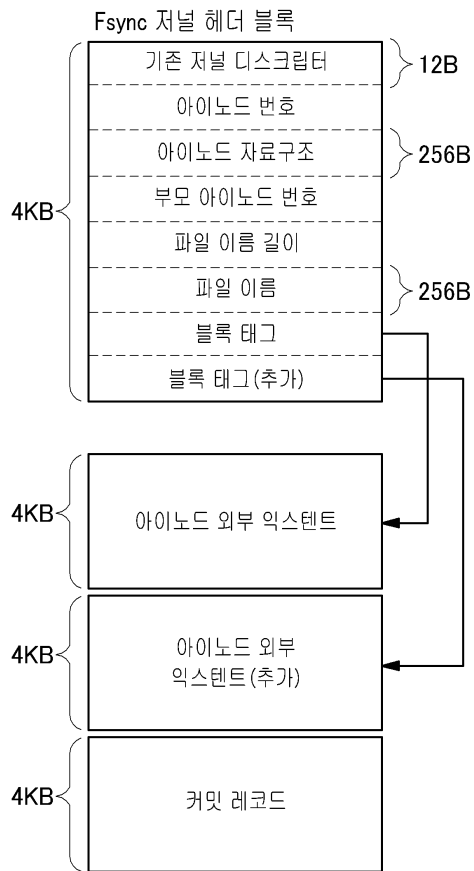 Fsync 저널 헤더 블록
기존 저널 디스크립터
12B
아이노드 번호
아이노드 자료구조
256B
부모 아이노드 번호
4KB
파일 이름 길이
파일 이름
256B
블록 태그
블록 태그(추가)
4KB
아이노드 외부 익스텐트
4KB
아이노드 외부
익스텐트(추가)
4KB
커밋 레코드